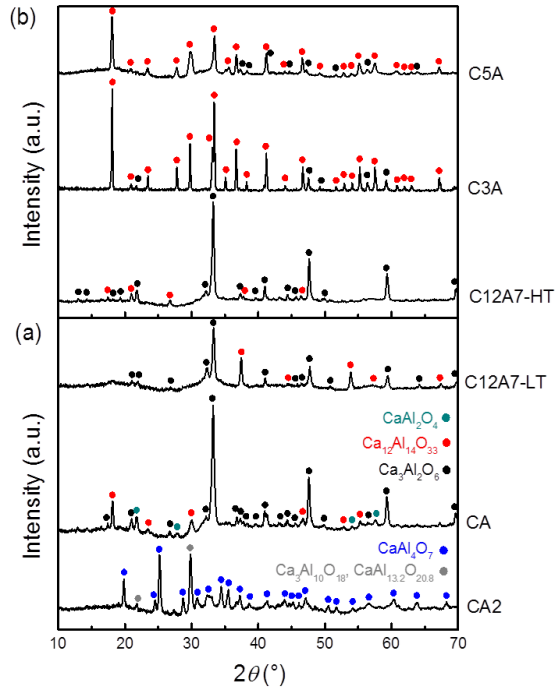 (b)
C5A
C3A
C12A7-HT
Intensity (a.u.)
(a)
C12A7-LT
CaAl₂O₄
Ca₁₂Al₁₄O₃₃
Ca₃Al₂O₆
CA
CaAl₄O₇
Ca₃Al₁₀O₁₈, CaAl₁₃.₂O₂₀.₈
CA2
Intensity (a.u.)
10 20 30 40 50 60 70
2θ (°)